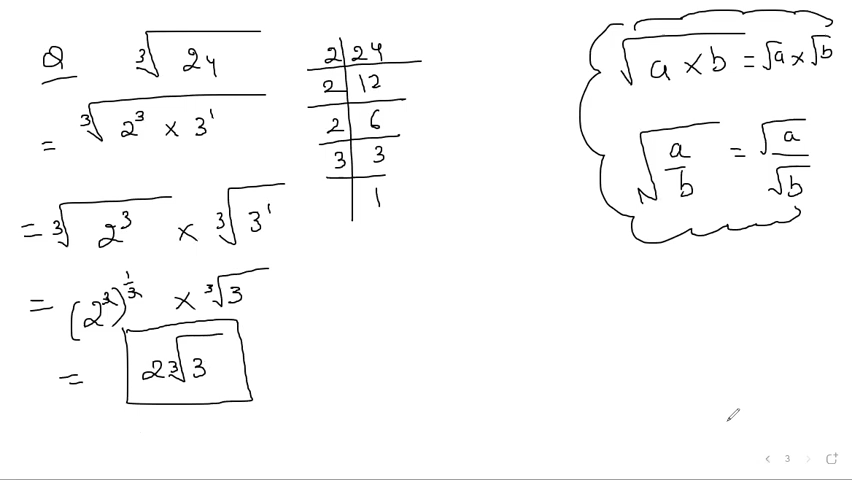 Q ∛24
= ∛(2³ × 3¹)
= ∛2³ × ∛3¹
= (2³)^(1/3) × ∛3
= 2∛3
2 | 24
2 | 12
2 | 6
3 | 3
| 1
√(a × b) = √a × √b
√(a/b) = √a/√b
3